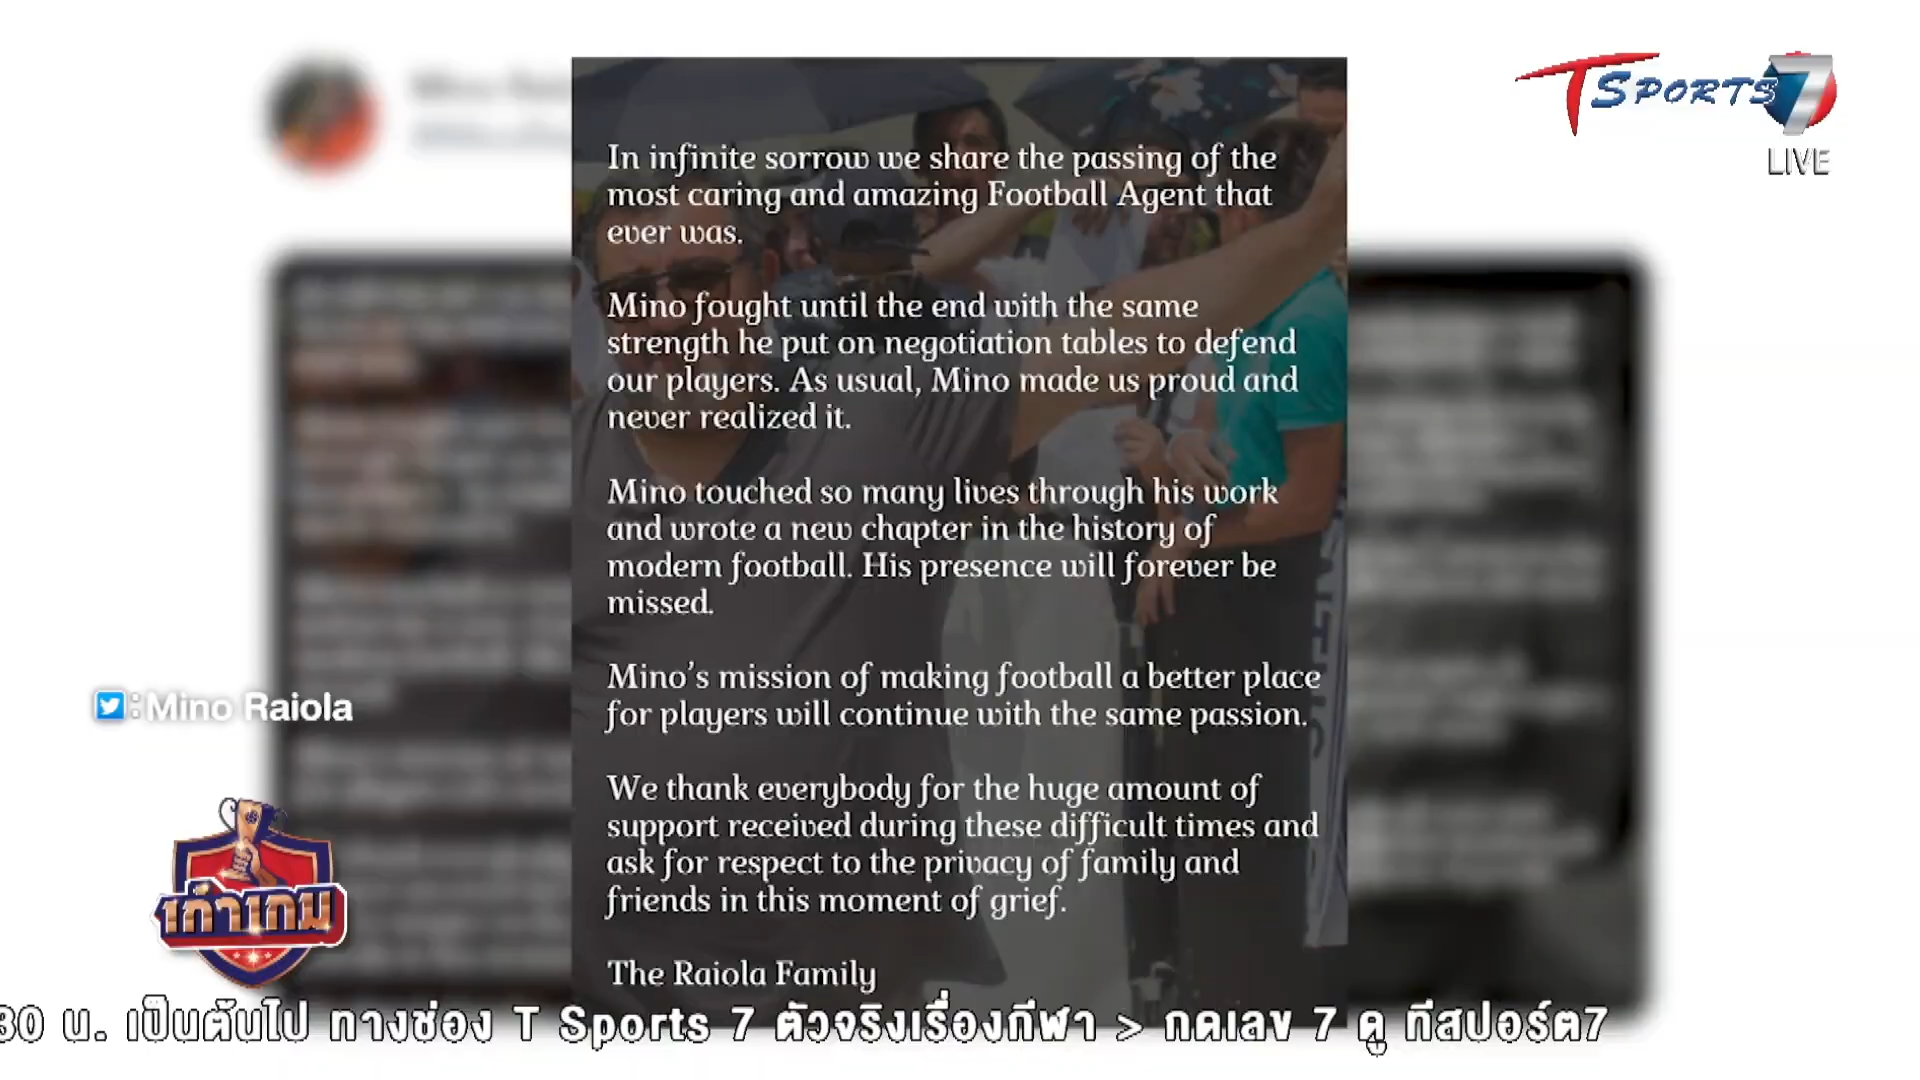 T SPORTS 7
LIVE
In infinite sorrow we share the passing of the
most caring and amazing Football Agent that
ever was.
Mino fought until the end with the same
strength he put on negotiation tables to defend
our players. As usual, Mino made us proud and
never realized it.
Mino touched so many lives through his work
and wrote a new chapter in the history of
modern football. His presence will forever be
missed.
Mino’s mission of making football a better place
for players will continue with the same passion.
We thank everybody for the huge amount of
support received during these difficult times and
ask for respect to the privacy of family and
friends in this moment of grief.
The Raiola Family
: Mino Raiola
เก๋าเกม
30 น. เป็นต้นไป ทางช่อง T Sports 7 ตัวจริงเรื่องกีฬา > กดเลข 7 ดู ทีสปอร์ต7